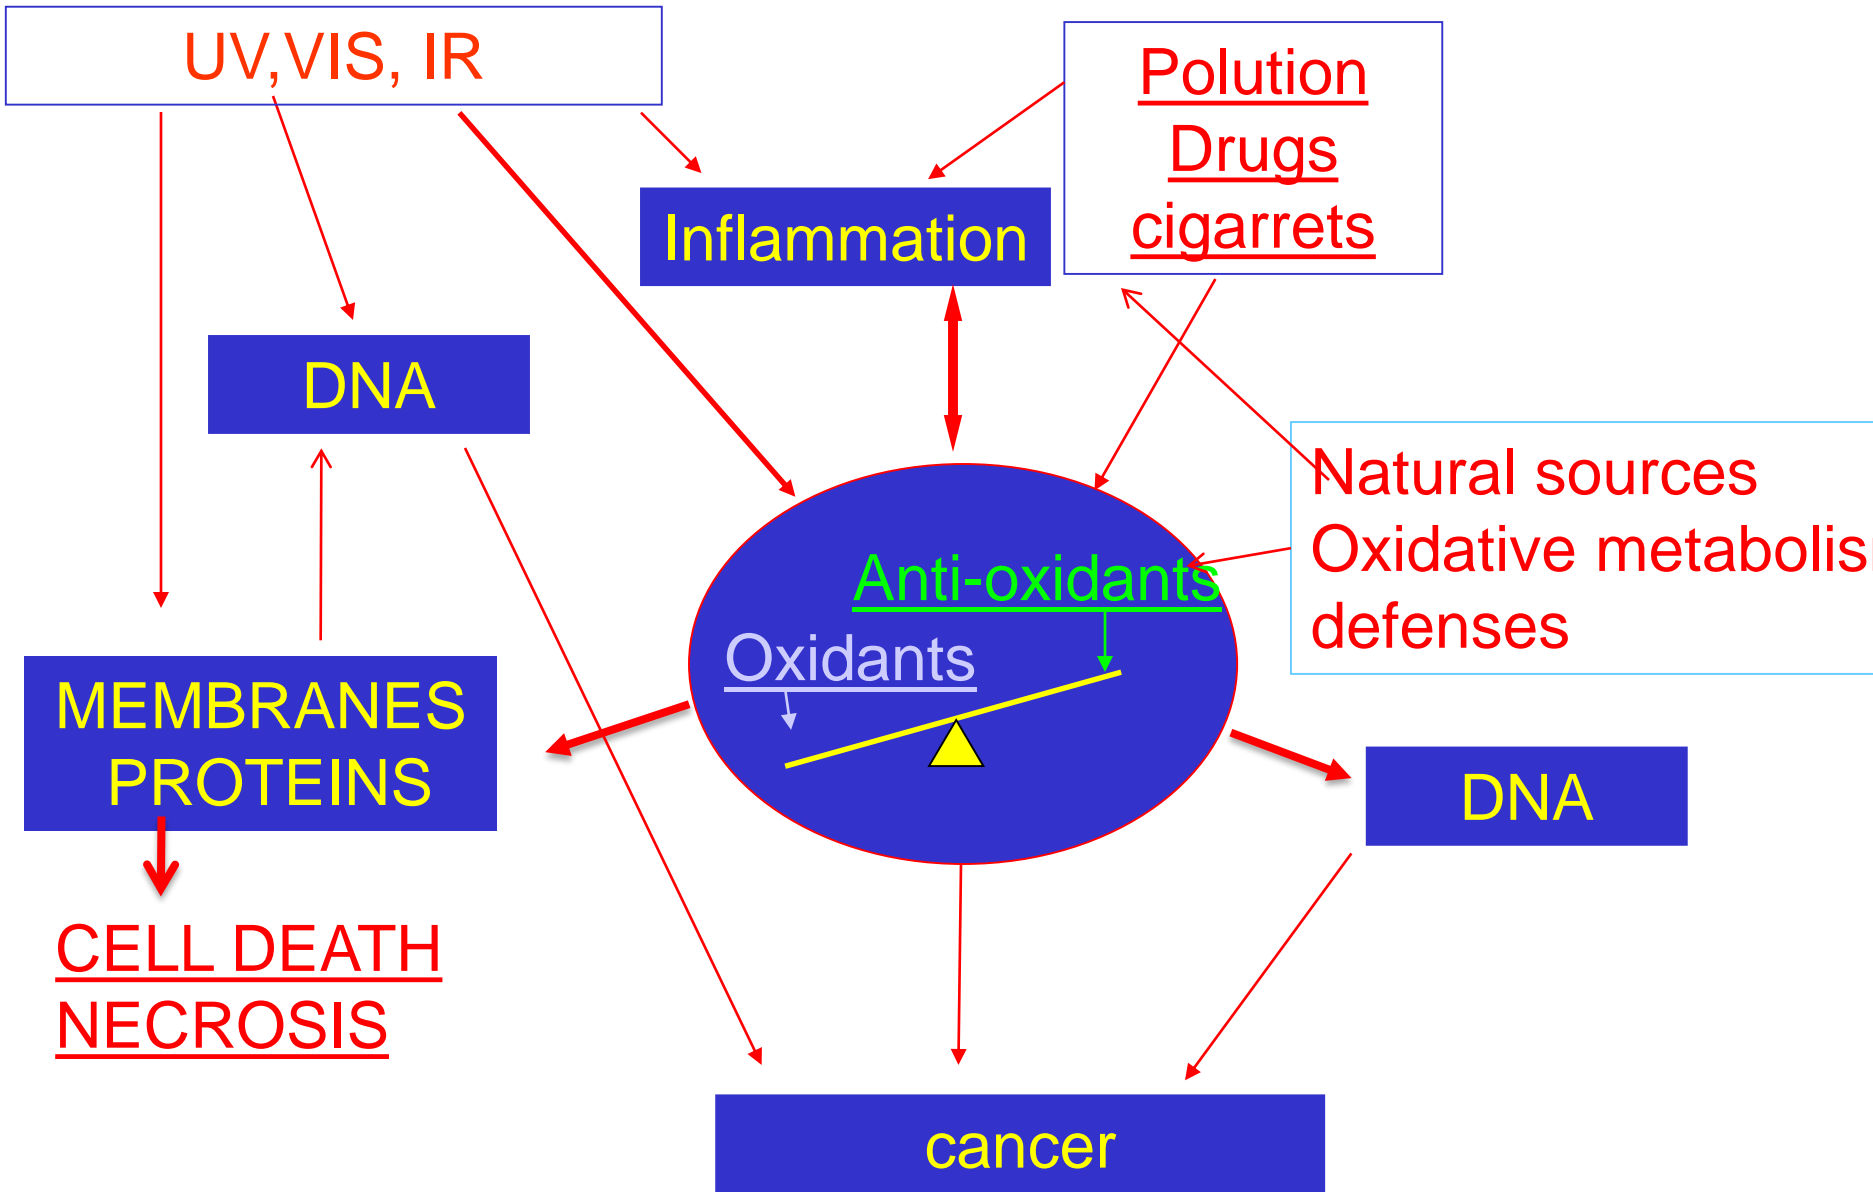 UV,VIS, IR
Polution
Drugs
cigarrets
Inflammation
DNA
Natural sources
Oxidative metabolis
defenses
Anti-oxidants
Oxidants
MEMBRANES
PROTEINS
DNA
CELL DEATH
NECROSIS
cancer